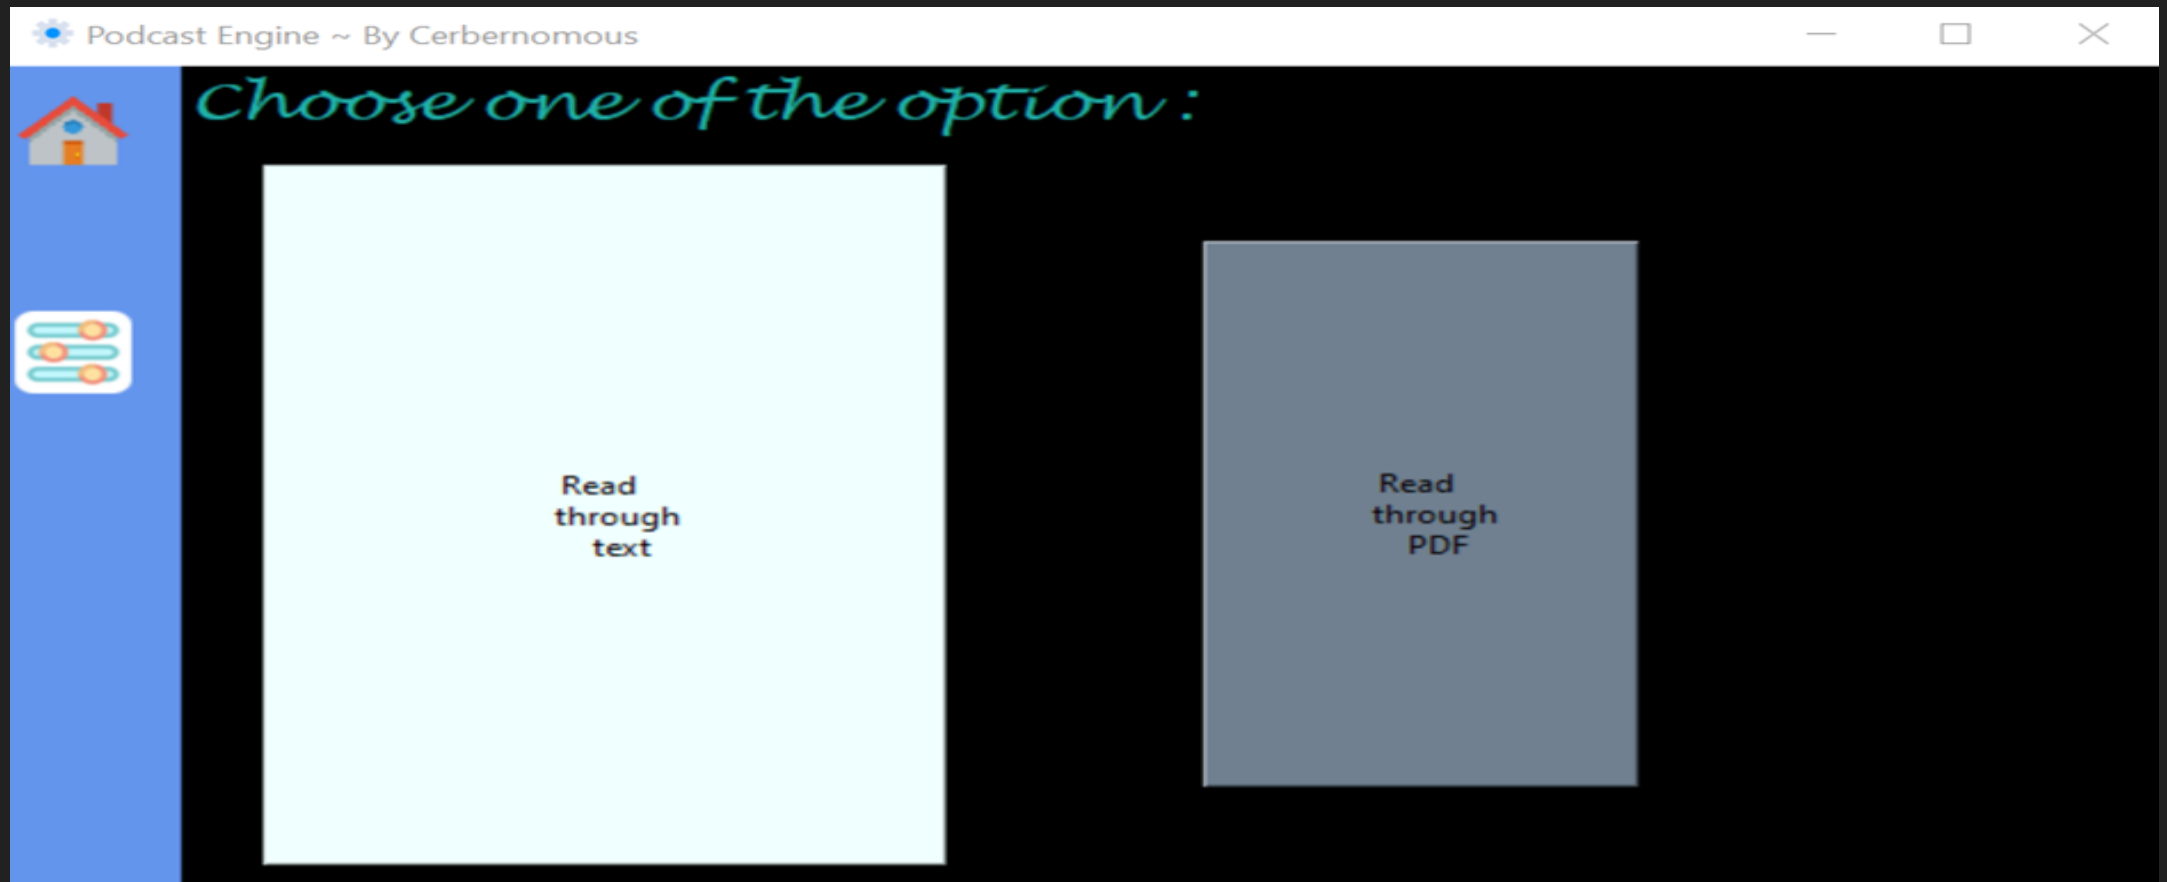 Podcast Engine ~ By Cerbernomous
Choose one of the option :
Read
through
text
Read
through
PDF